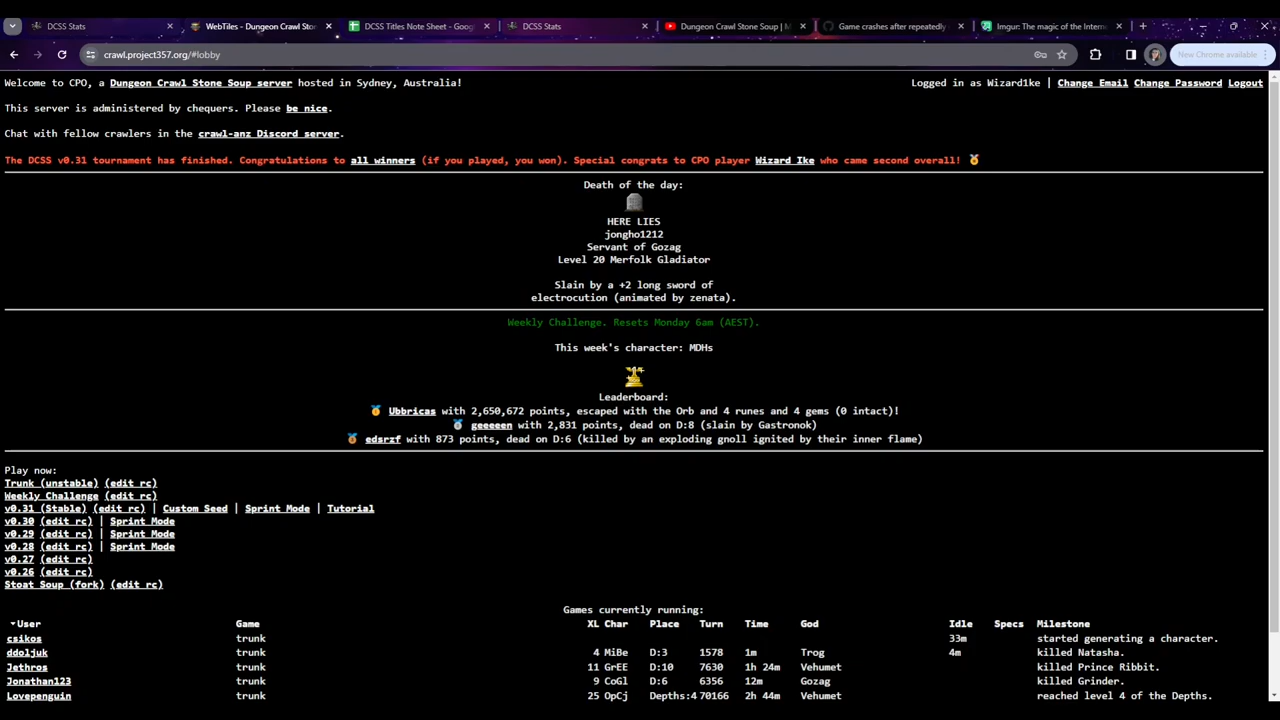 DCSS Stats
WebTiles - Dungeon Crawl Ston
DCSS Titles Note Sheet - Goog
DCSS Stats
Dungeon Crawl Stone Soup | M
Game crashes after repeatedly
Imgur: The magic of the Intern
crawl.project357.org/#lobby
New Chrome available
Welcome to CPO, a Dungeon Crawl Stone Soup server hosted in Sydney, Australia!
Logged in as Wizard1ke | Change Email Change Password Logout
This server is administered by chequers. Please be nice.
Chat with fellow crawlers in the crawl-anz Discord server.
The DCSS v0.31 tournament has finished. Congratulations to all winners (if you played, you won). Special congrats to CPO player Wizard Ike who came second overall!
Death of the day:
HERE LIES
jongho1212
Servant of Gozag
Level 20 Merfolk Gladiator
Slain by a +2 long sword of
electrocution (animated by zenata).
Weekly Challenge. Resets Monday 6am (AEST).
This week's character: MDHs
Leaderboard:
Ubbricas with 2,650,672 points, escaped with the Orb and 4 runes and 4 gems (0 intact)!
geeeeen with 2,831 points, dead on D:8 (slain by Gastronok)
edsrzf with 873 points, dead on D:6 (killed by an exploding gnoll ignited by their inner flame)
Play now:
Trunk (unstable) (edit rc)
Weekly Challenge (edit rc)
v0.31 (Stable) (edit rc) | Custom Seed | Sprint Mode | Tutorial
v0.30 (edit rc) | Sprint Mode
v0.29 (edit rc) | Sprint Mode
v0.28 (edit rc) | Sprint Mode
v0.27 (edit rc)
v0.26 (edit rc)
Stoat Soup (fork) (edit rc)
Games currently running:
User Game XL Char Place Turn Time God Idle Specs Milestone
csikos trunk 33m started generating a character.
ddoljuk trunk 4 MiBe D:3 1578 1m Trog 4m killed Natasha.
Jethros trunk 11 GrEE D:10 7630 1h 24m Vehumet killed Prince Ribbit.
Jonathan123 trunk 9 CoGl D:6 6356 12m Gozag killed Grinder.
Lovepenguin trunk 25 OpCj Depths:4 70166 2h 44m Vehumet reached level 4 of the Depths.